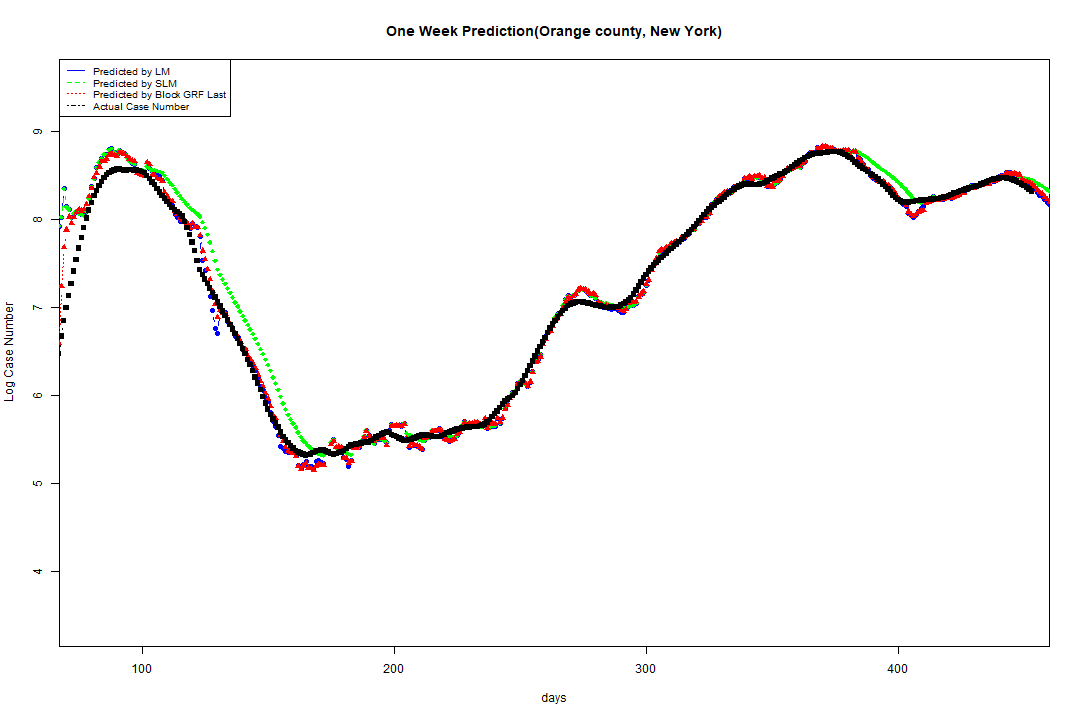 One Week Prediction(Orange county, New York)
Predicted by LM
Predicted by SLM
Predicted by Block GRF Last
Actual Case Number
9
8
7
6
5
4
Log Case Number
100 200 300 400
days